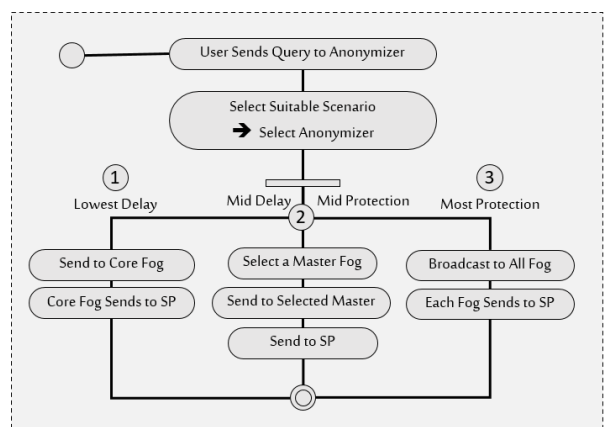 User Sends Query to Anonymizer
Select Suitable Scenario
➔ Select Anonymizer
1
Lowest Delay
Mid Delay
Mid Protection
2
3
Most Protection
Send to Core Fog
Core Fog Sends to SP
Select a Master Fog
Send to Selected Master
Send to SP
Broadcast to All Fog
Each Fog Sends to SP